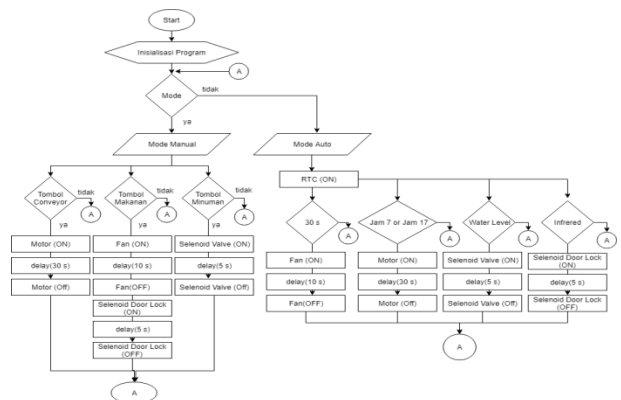 Start
Inisialisasi Program
A
Mode
tidak
ya
Mode Manual
Mode Auto
RTC (ON)
Tombol
Conveyor
tidak
A
ya
Motor (ON)
delay(30 s)
Motor (OFF)
Tombol
Makanan
tidak
A
ya
Fan (ON)
delay(10 s)
Fan(OFF)
Selenoid Door Lock
(ON)
delay(5 s)
Selenoid Door Lock
(OFF)
Tombol
Minuman
tidak
A
ya
Selenoid Valve (ON)
delay(5 s)
Selenoid Valve (Off)
A
30 s
A
Fan (ON)
delay(10 s)
Fan(OFF)
Jam 7 or Jam 17
A
Motor (ON)
delay(30 s)
Motor (Off)
Water Level
A
Selenoid Valve (ON)
delay(5 s)
Selenoid Valve (Off)
Infrered
A
Selenoid Door Lock
(ON)
delay(5 s)
Selenoid Door Lock
(OFF)
A